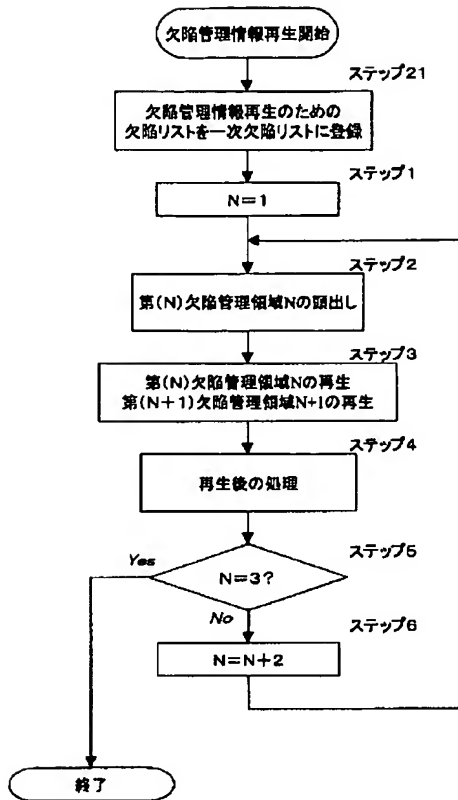 欠陥管理情報再生開始
ステップ21
欠陥管理情報再生のための
欠陥リストを一次欠陥リストに登録
ステップ1
N=1
ステップ2
第(N)欠陥管理領域Nの頭出し
ステップ3
第(N)欠陥管理領域Nの再生
第(N+1)欠陥管理領域N+1の再生
ステップ4
再生後の処理
ステップ5
Yes
N=3?
No
ステップ6
N=N+2
終了